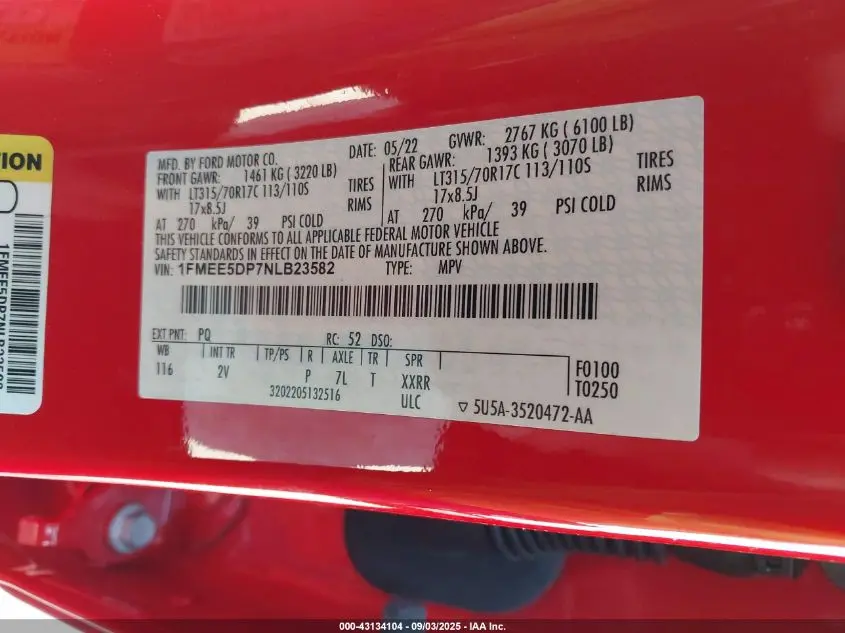 TION
1FMEE5DP7NLB23582
MFD. BY FORD MOTOR CO. DATE: 05/22 GVWR: 2767 KG ( 6100 LB)
FRONT GAWR: 1461 KG ( 3220 LB) REAR GAWR: 1393 KG ( 3070 LB)
WITH LT315/70R17C 113/110S TIRES WITH LT315/70R17C 113/110S TIRES
17x8.5J RIMS 17x8.5J RIMS
AT 270 kPa/ 39 PSI COLD AT 270 kPa/ 39 PSI COLD
THIS VEHICLE CONFORMS TO ALL APPLICABLE FEDERAL MOTOR VEHICLE
SAFETY STANDARDS IN EFFECT ON THE DATE OF MANUFACTURE SHOWN ABOVE.
VIN: 1FMEE5DP7NLB23582 TYPE: MPV
EXT PNT: PQ RC: 52 DSO:
WB INT TR TP/PS R AXLE TR SPR
116 2V P 7L T XXRR
3202205132516 ULC
F0100
T0250
▽ 5U5A-3520472-AA
000-43134104 - 09/03/2025 - IAA Inc.